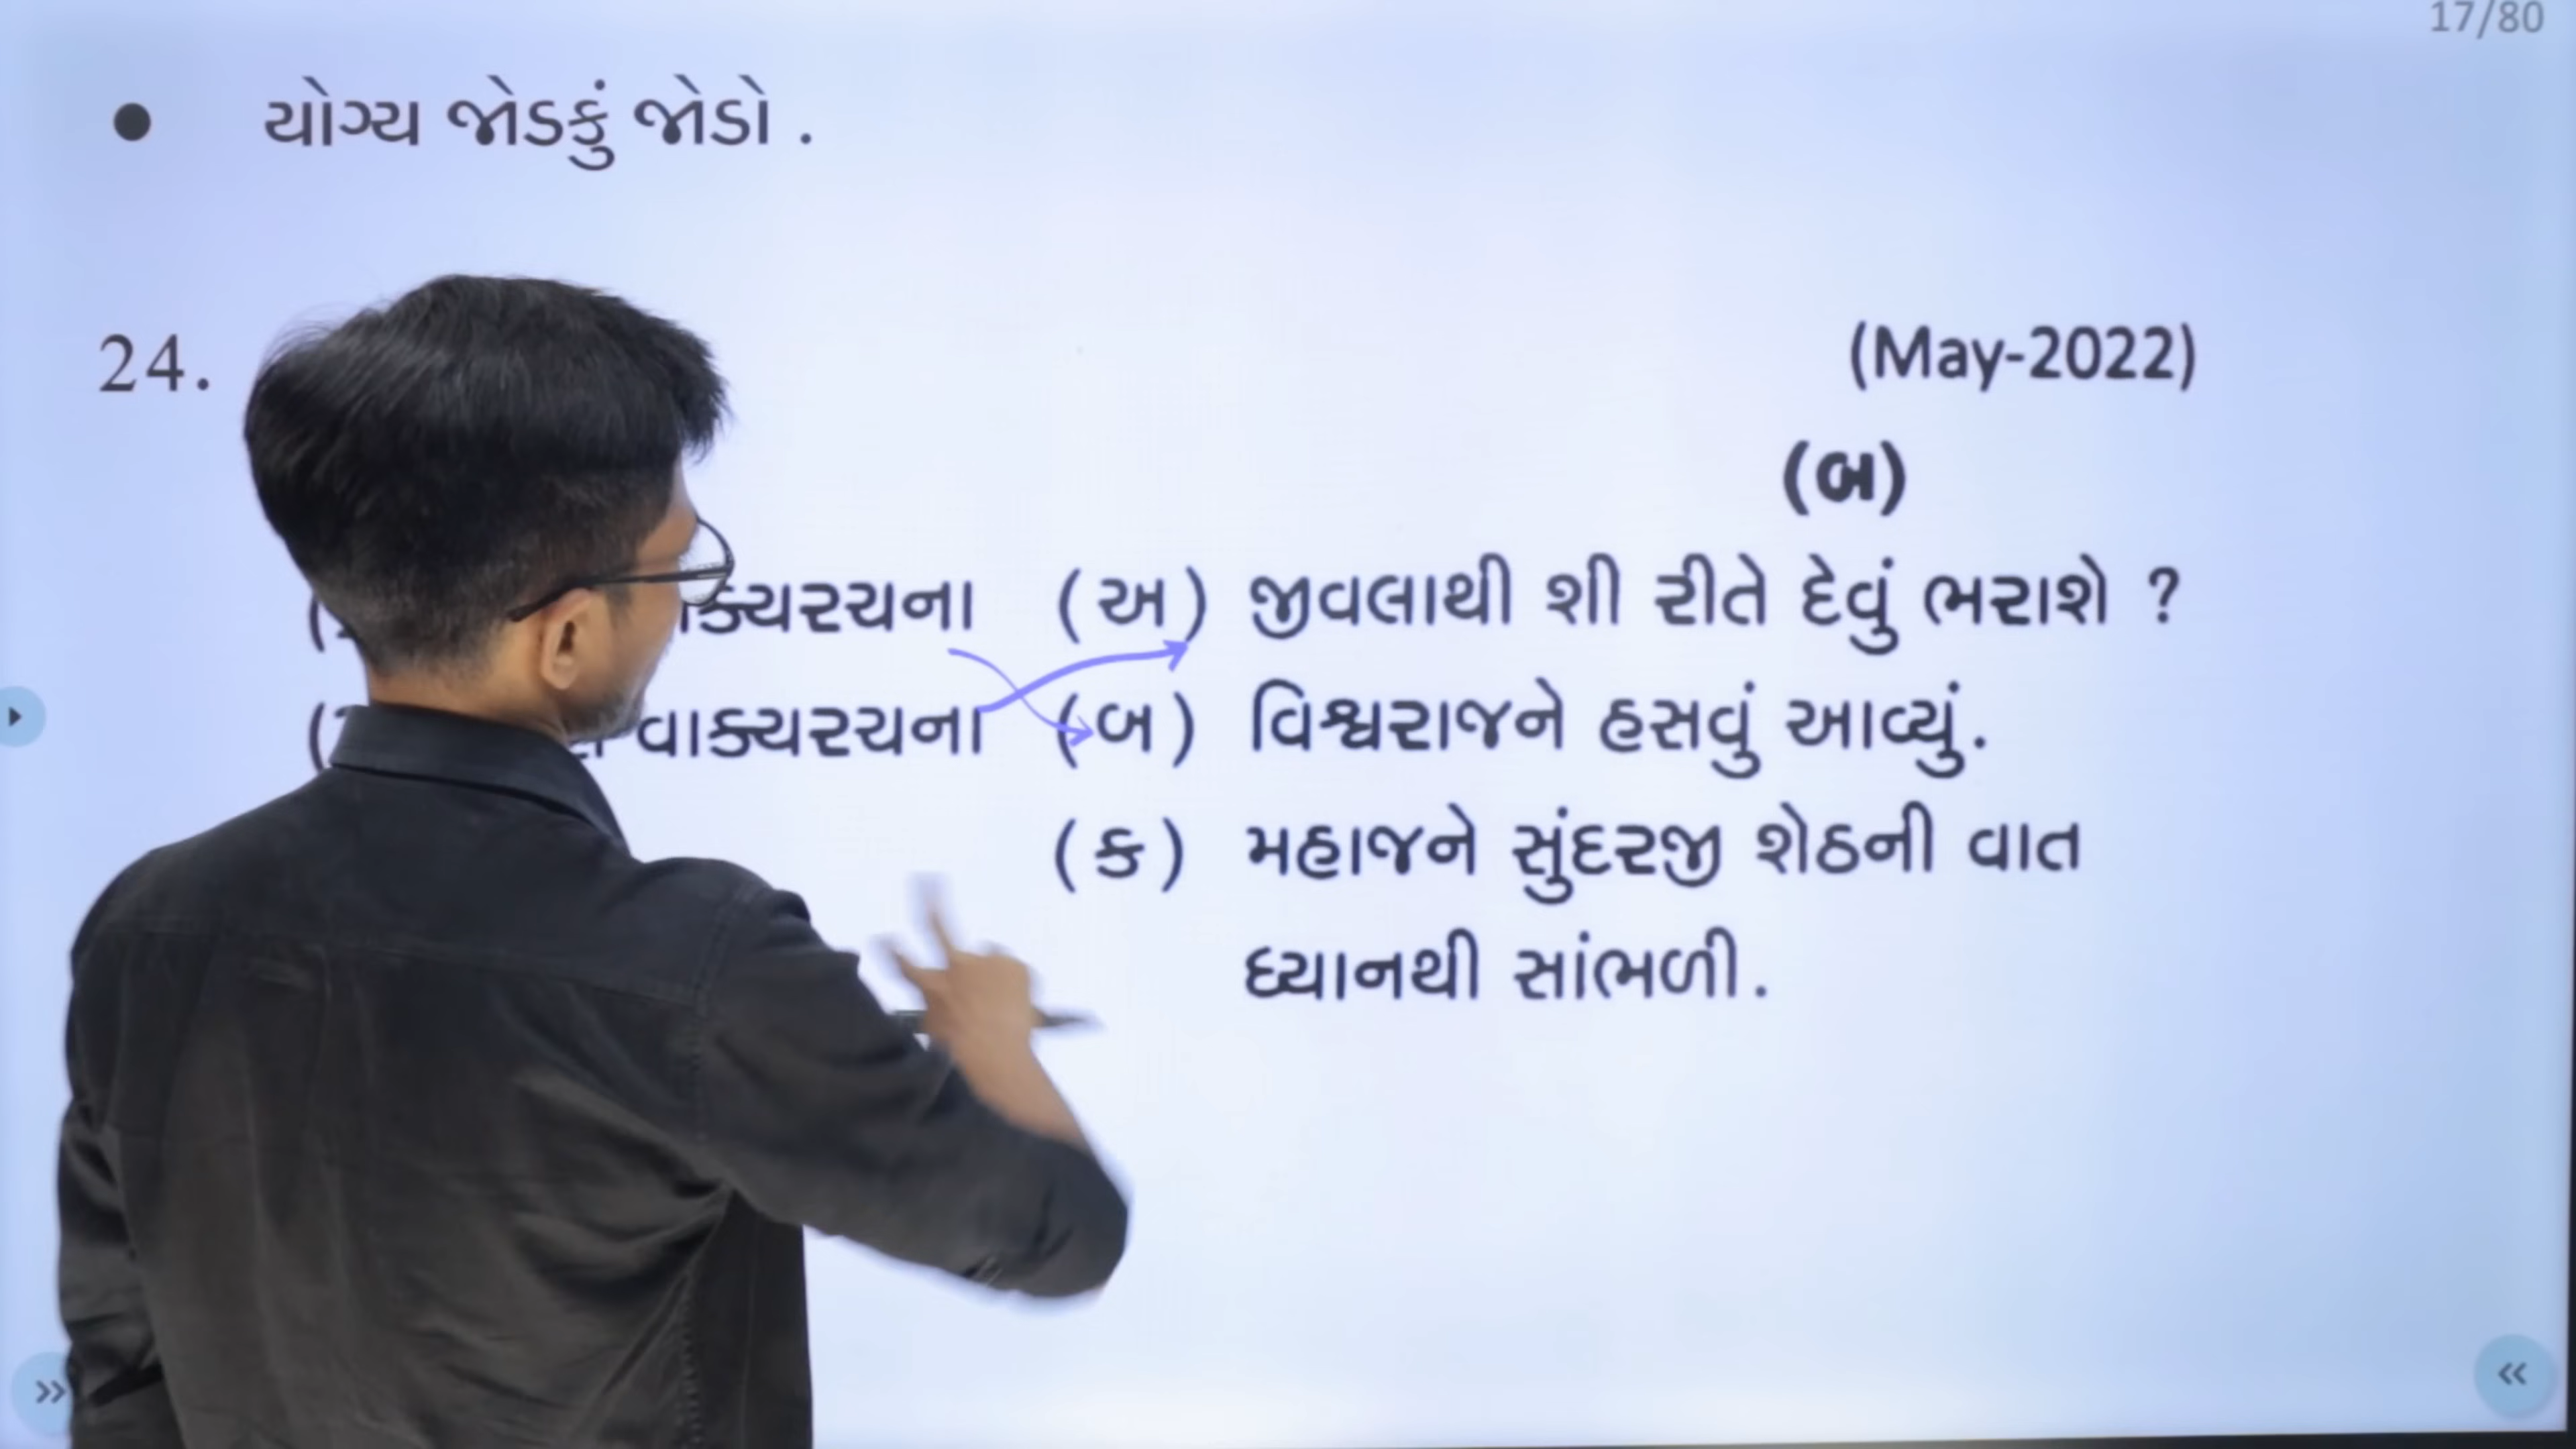 17/80
● યોગ્ય જોડકું જોડો .
24. (May-2022)
(બ)
(અ) જીવલાથી શી રીતે દેવું ભરાશે ?
વાક્યરચના (બ) વિશ્વરાજને હસવું આવ્યું.
(ક) મહાજને સુંદરજી શેઠની વાત
ધ્યાનથી સાંભળી.